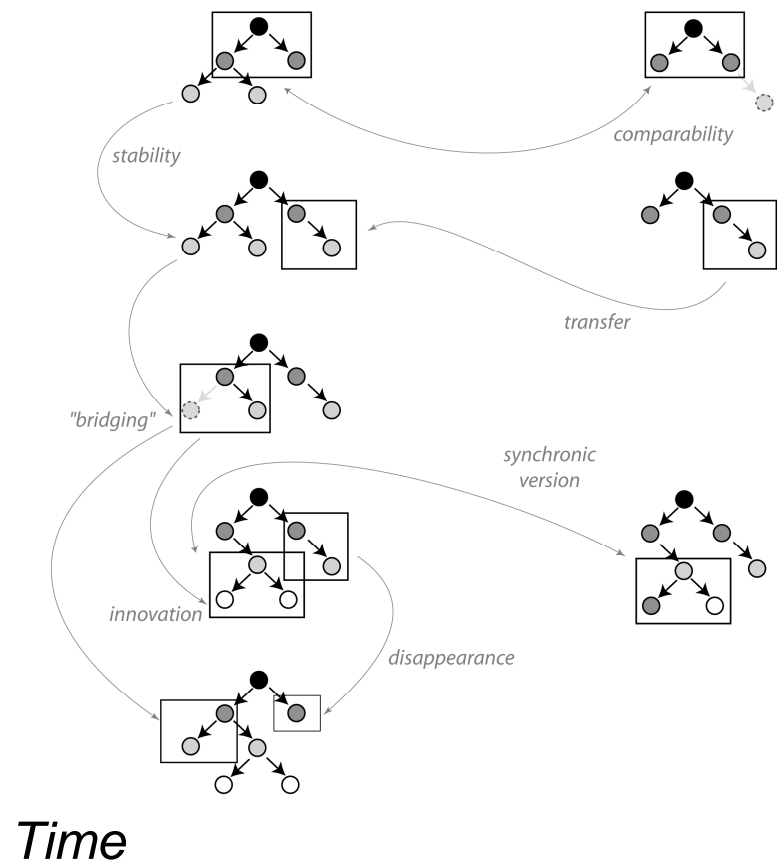 comparability
stability
transfer
"bridging"
synchronic
version
innovation
disappearance
Time